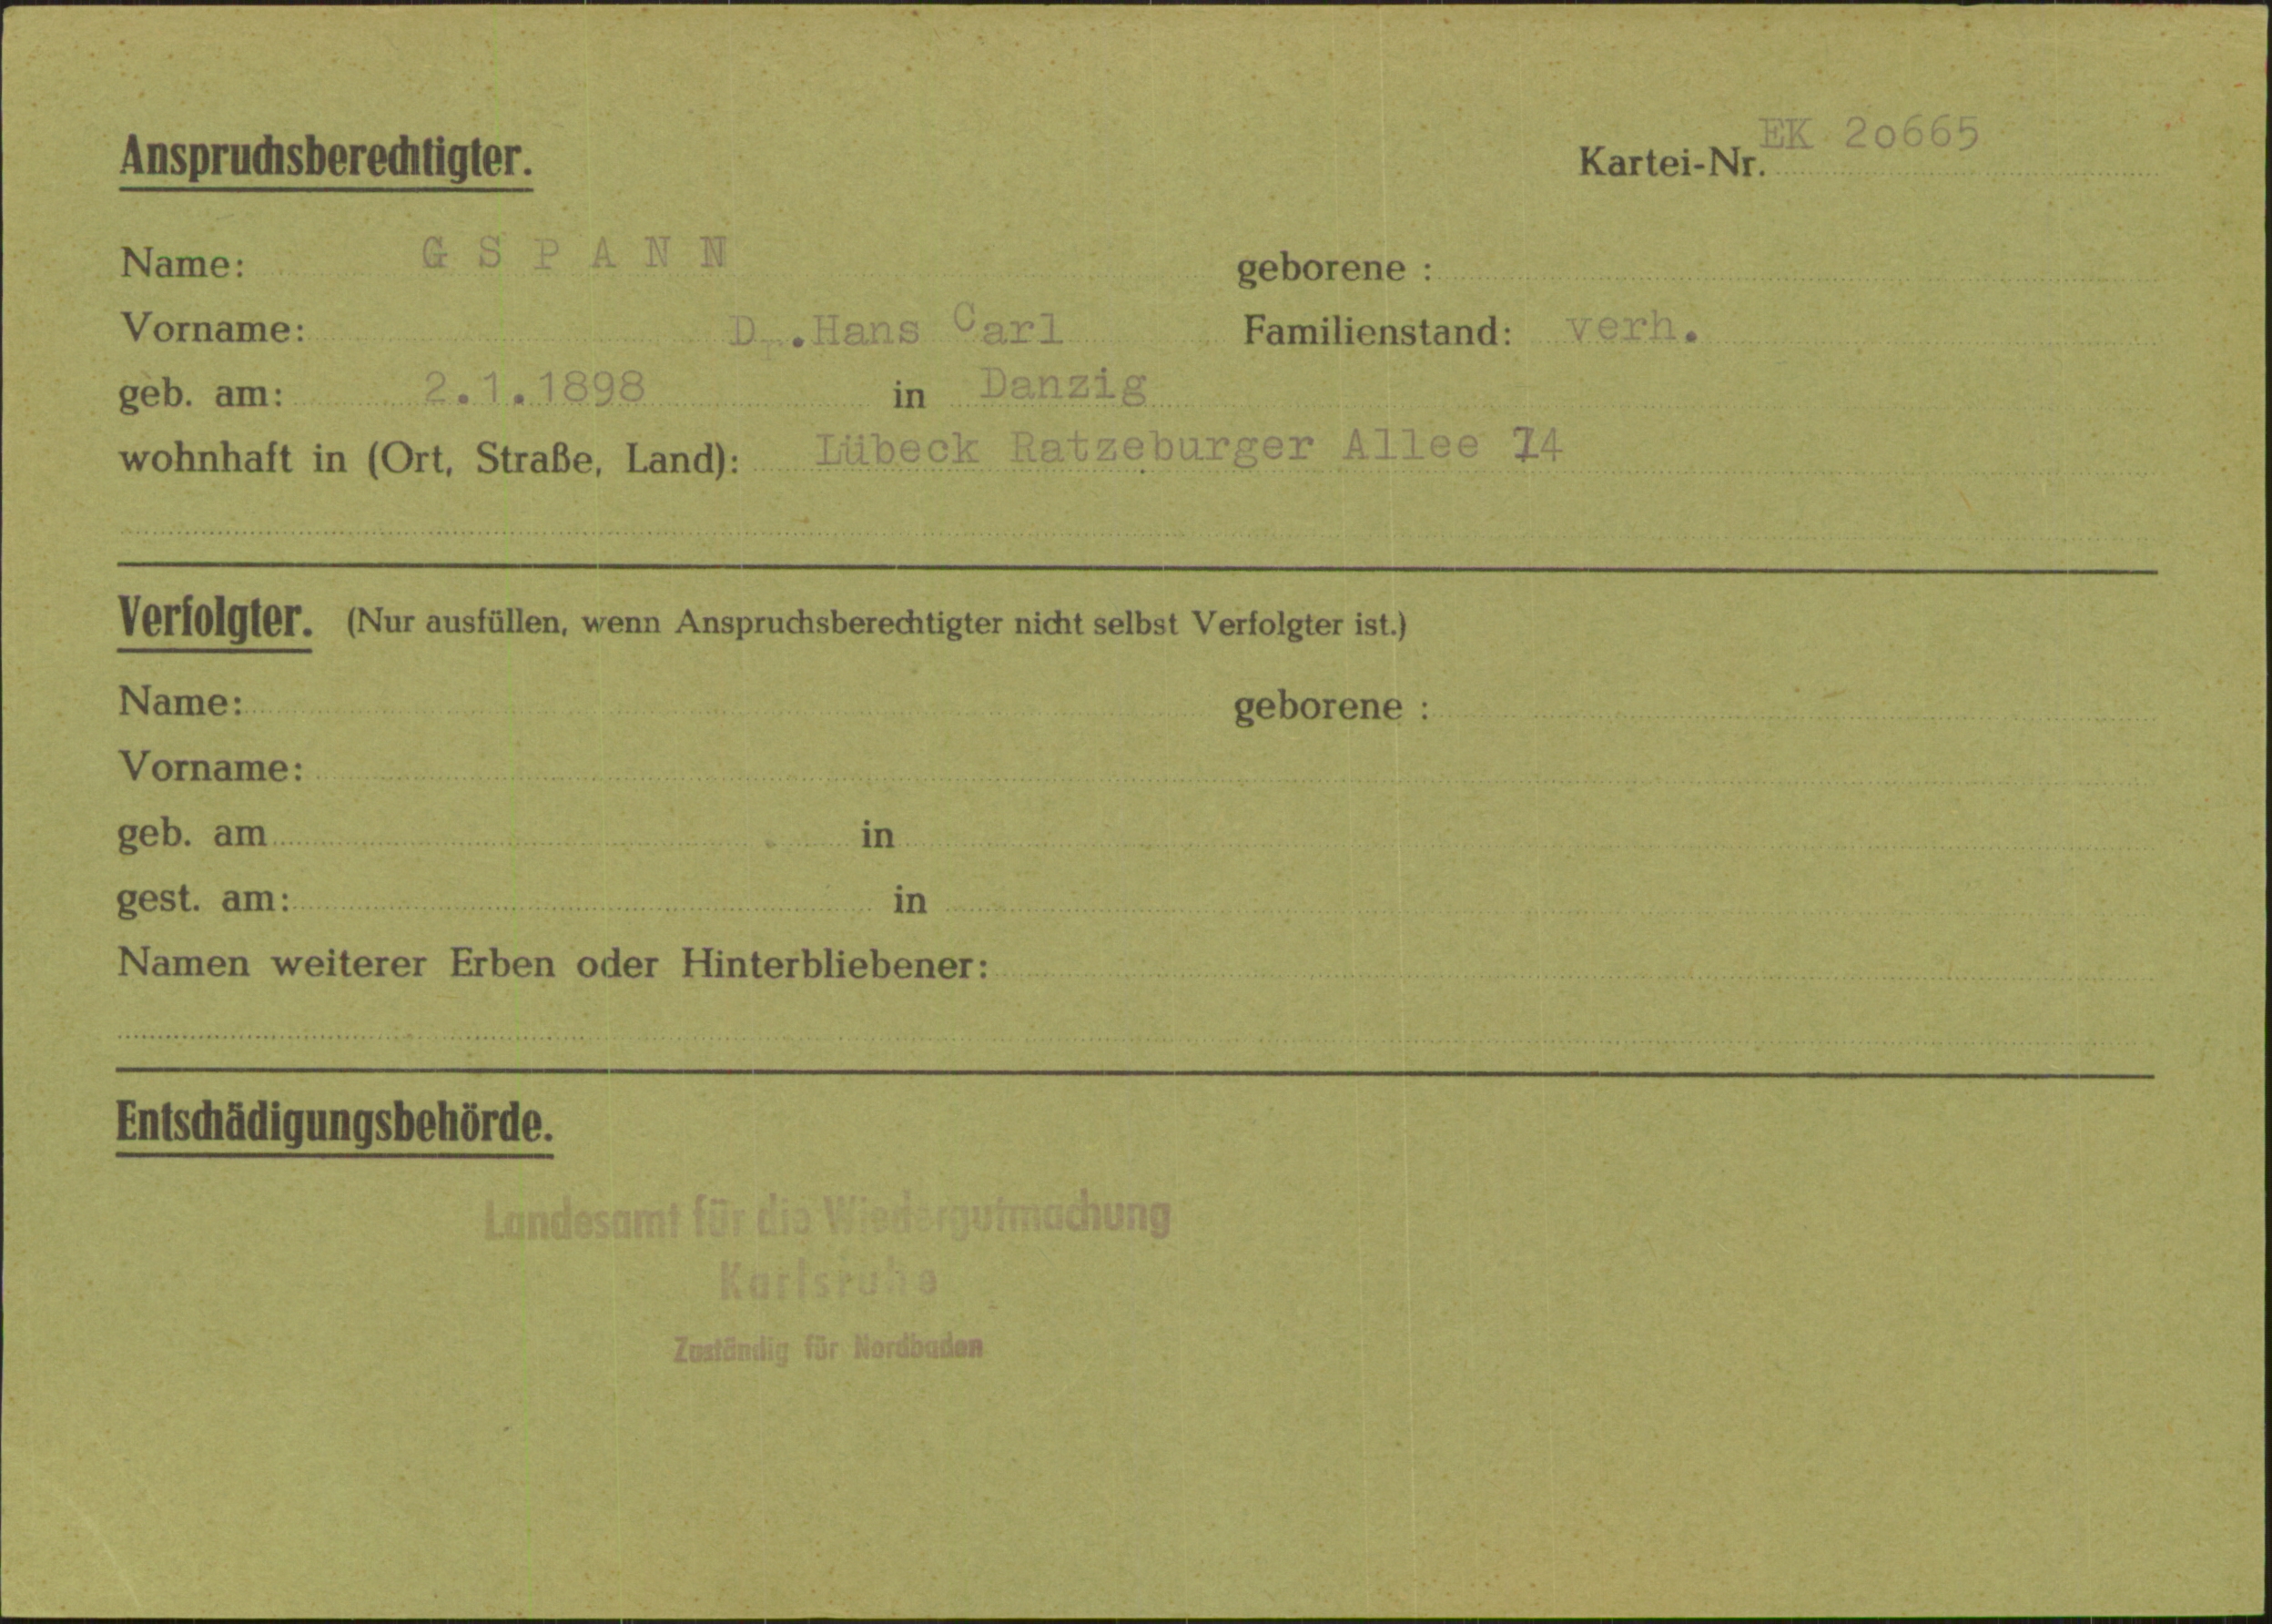 Anspruchsberechtigter.
Kartei-Nr. EK 20665
Name: GSPANN geborene :
Vorname: Dr.Hans Carl Familienstand: verh.
geb. am: 2.1.1898 in Danzig
wohnhaft in (Ort, Straße, Land): Lübeck Ratzeburger Allee
Verfolgter. (Nur ausfüllen, wenn Anspruchsberechtigter nicht selbst Verfolgter ist.)
Name: geborene :
Vorname:
geb. am in
gest. am: in
Namen weiterer Erben oder Hinterbliebener:
Entschädigungsbehörde.
Landesamt für die Wiedergutmachung
Karlsruhe
Zuständig für Nordbaden